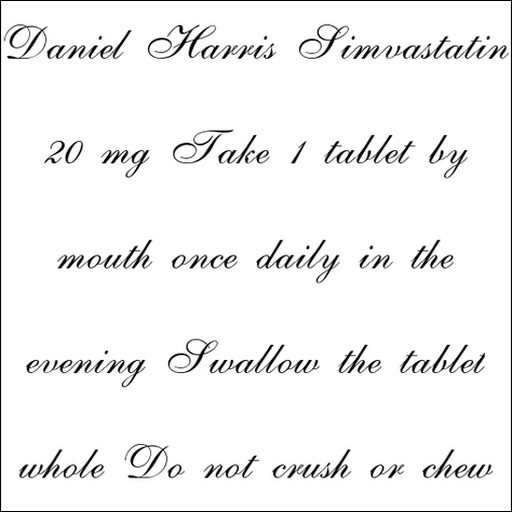 Daniel Harris Simvastatin
20 mg Take 1 tablet by
mouth once daily in the
evening Swallow the tablet
whole Do not crush or chew